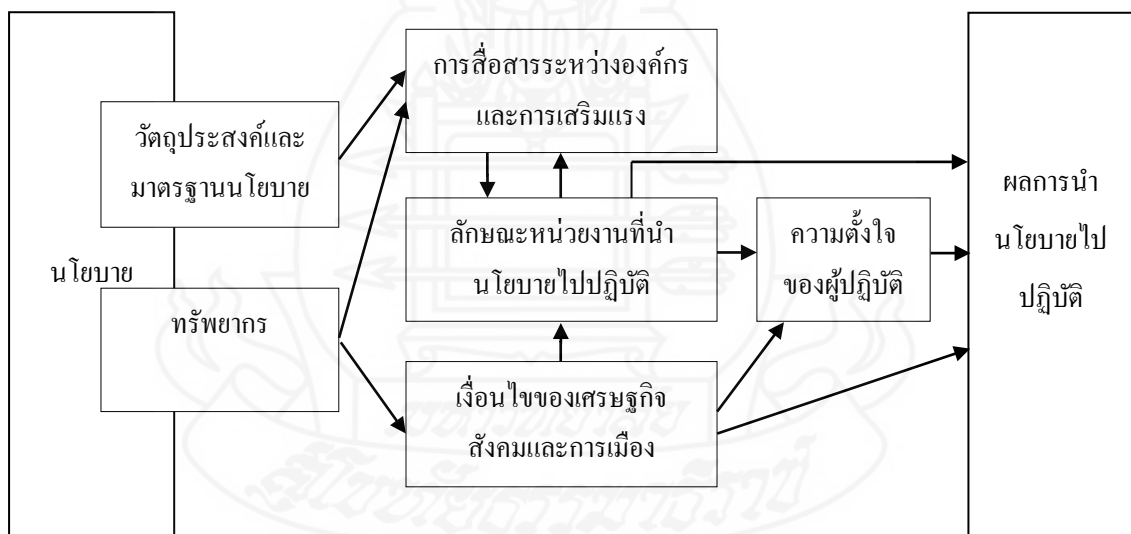 นโยบาย
วัตถุประสงค์และ
มาตรฐานนโยบาย
ทรัพยากร
การสื่อสารระหว่างองค์กร
และการเสริมแรง
ลักษณะหน่วยงานที่นำ
นโยบายไปปฏิบัติ
เงื่อนไขของเศรษฐกิจ
สังคมและการเมือง
ความตั้งใจ
ของผู้ปฏิบัติ
ผลการนำ
นโยบายไป
ปฏิบัติ